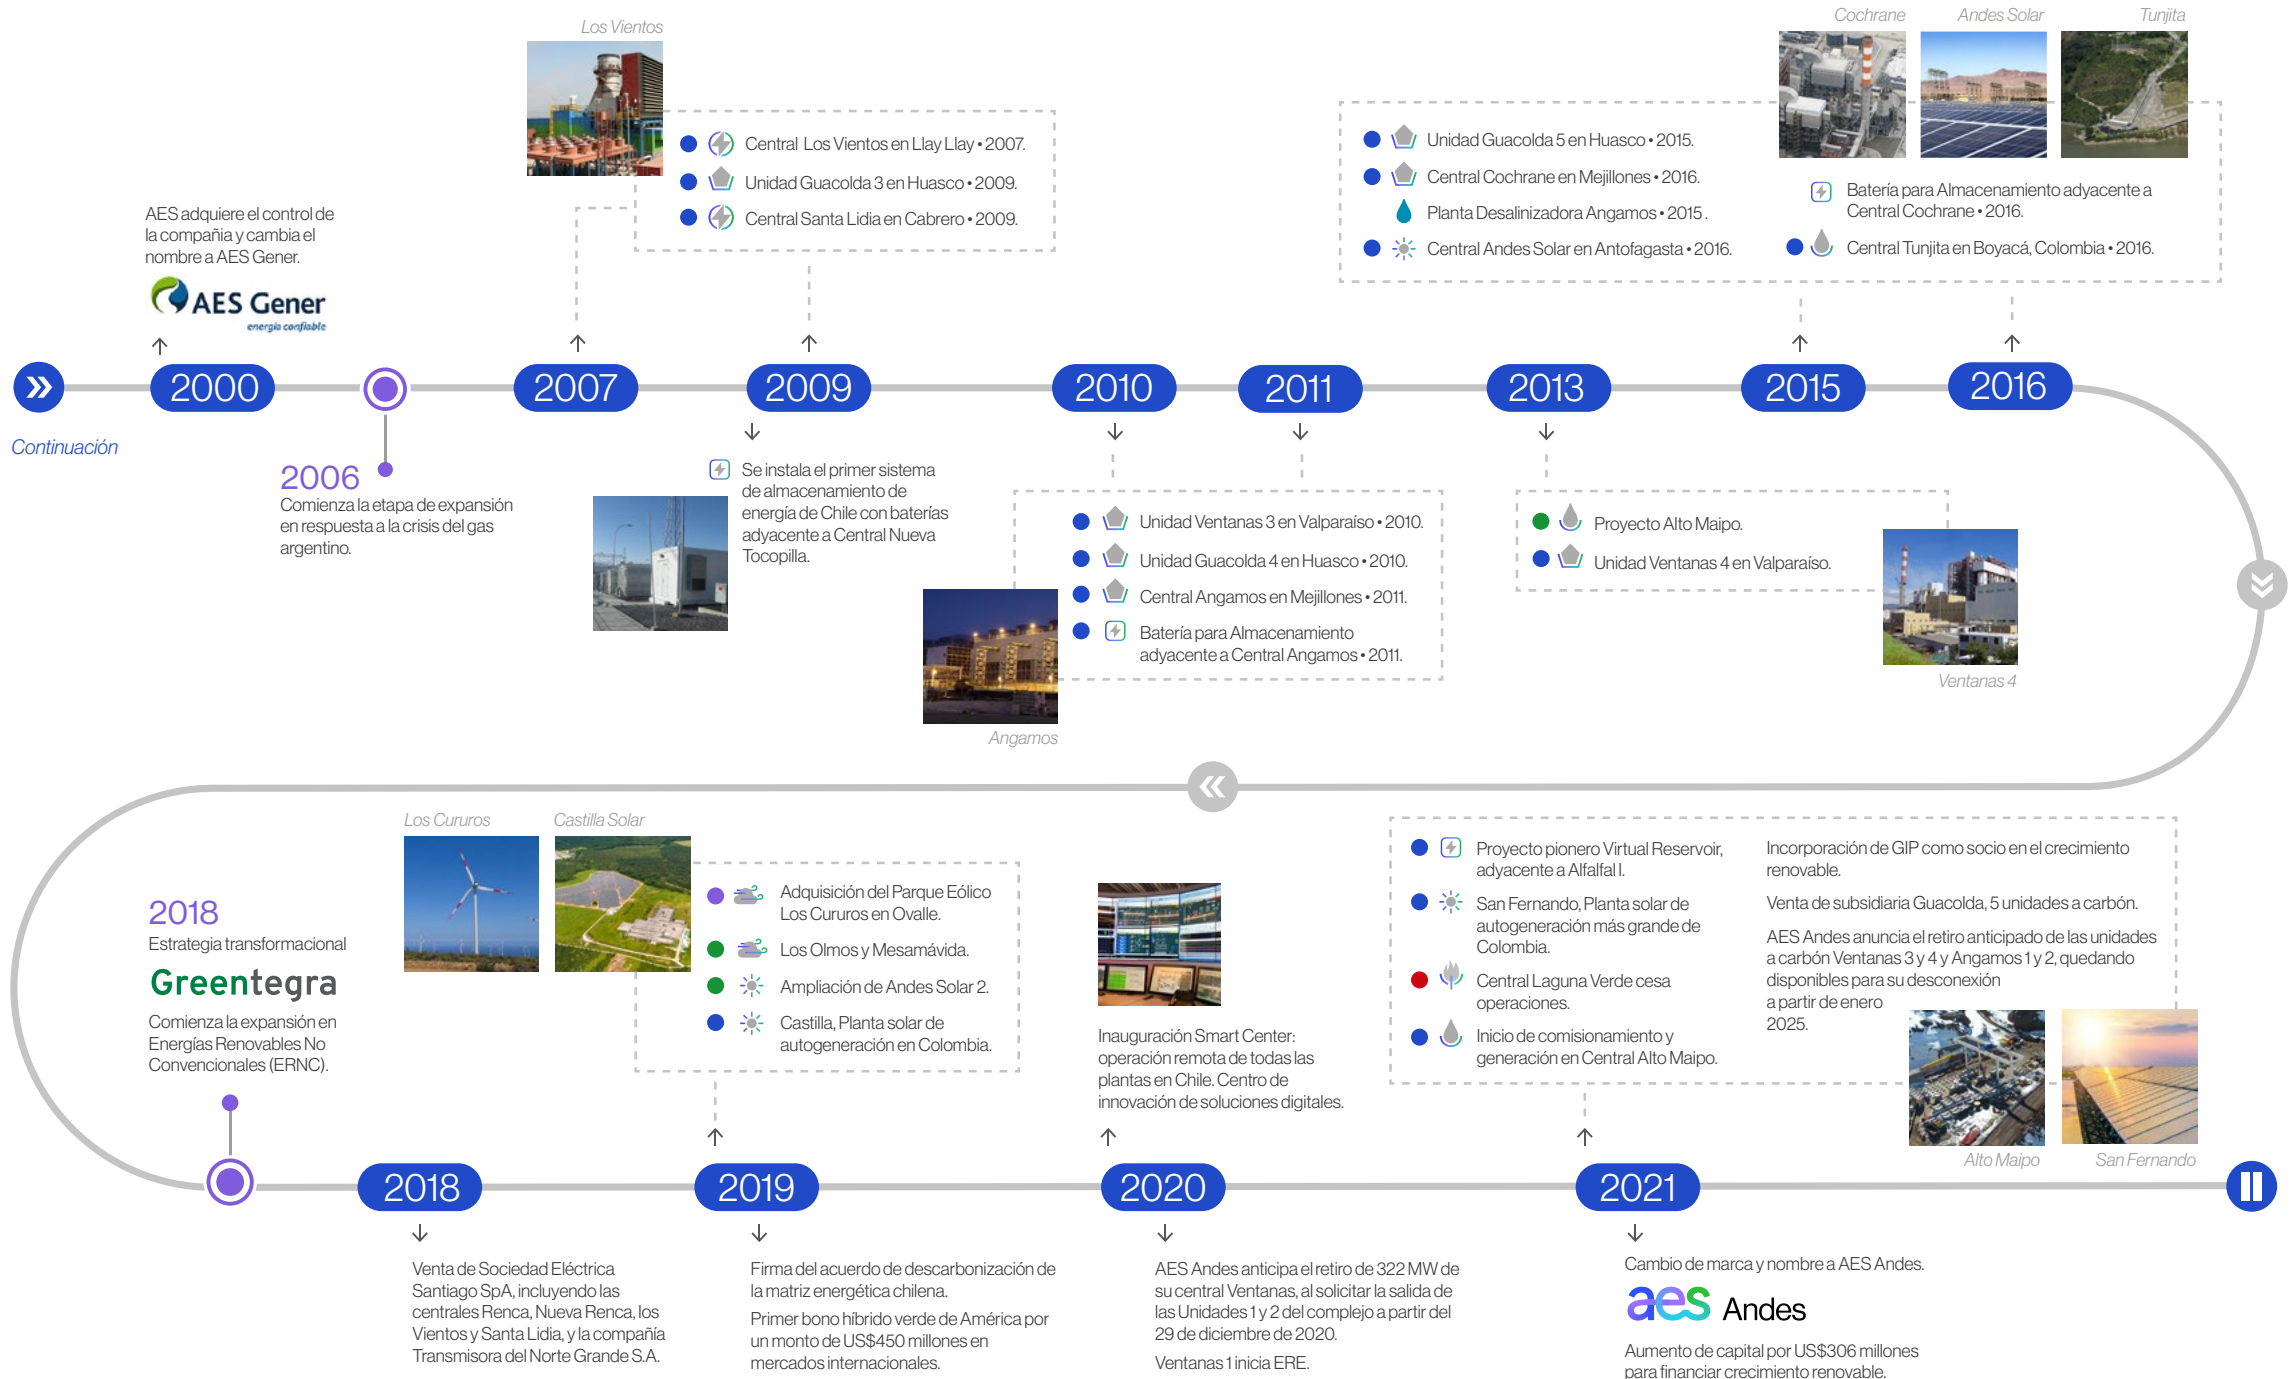 Los Vientos
Central Los Vientos en Llay Llay • 2007.
Unidad Guacolda 3 en Huasco • 2009.
Central Santa Lidia en Cabrero • 2009.
Cochrane
Andes Solar
Tunjita
Unidad Guacolda 5 en Huasco • 2015.
Central Cochrane en Mejillones • 2016.
Planta Desalinizadora Angamos • 2015 .
Central Andes Solar en Antofagasta • 2016.
Batería para Almacenamiento adyacente a
Central Cochrane • 2016.
Central Tunjita en Boyacá, Colombia • 2016.
AES adquiere el control de
la compañia y cambia el
nombre a AES Gener.
AES Gener
energía confiable
2000
2007
2009
2010
2011
2013
2015
2016
Continuación
2006
Comienza la etapa de expansión
en respuesta a la crisis del gas
argentino.
Se instala el primer sistema
de almacenamiento de
energía de Chile con baterías
adyacente a Central Nueva
Tocopilla.
Unidad Ventanas 3 en Valparaíso • 2010.
Unidad Guacolda 4 en Huasco • 2010.
Central Angamos en Mejillones • 2011.
Batería para Almacenamiento
adyacente a Central Angamos • 2011.
Angamos
Proyecto Alto Maipo.
Unidad Ventanas 4 en Valparaíso.
Ventanas 4
2018
Estrategia transformacional
Greentegra
Comienza la expansión en
Energías Renovables No
Convencionales (ERNC).
Los Cururos
Castilla Solar
Adquisición del Parque Eólico
Los Cururos en Ovalle.
Los Olmos y Mesamávida.
Ampliación de Andes Solar 2.
Castilla, Planta solar de
autogeneración en Colombia.
Inauguración Smart Center:
operación remota de todas las
plantas en Chile. Centro de
innovación de soluciones digitales.
Proyecto pionero Virtual Reservoir,
adyacente a Alfalfal I.
San Fernando, Planta solar de
autogeneración más grande de
Colombia.
Central Laguna Verde cesa
operaciones.
Inicio de comisionamiento y
generación en Central Alto Maipo.
Incorporación de GIP como socio en el crecimiento
renovable.
Venta de subsidiaria Guacolda, 5 unidades a carbón.
AES Andes anuncia el retiro anticipado de las unidades
a carbón Ventanas 3 y 4 y Angamos 1 y 2, quedando
disponibles para su desconexión
a partir de enero
2025.
Alto Maipo
San Fernando
2018
2019
2020
2021
Venta de Sociedad Eléctrica
Santiago SpA, incluyendo las
centrales Renca, Nueva Renca, los
Vientos y Santa Lidia, y la compañía
Transmisora del Norte Grande S.A.
Firma del acuerdo de descarbonización de
la matriz energética chilena.
Primer bono híbrido verde de América por
un monto de US$450 millones en
mercados internacionales.
AES Andes anticipa el retiro de 322 MW de
su central Ventanas, al solicitar la salida de
las Unidades 1 y 2 del complejo a partir del
29 de diciembre de 2020.
Ventanas 1 inicia ERE.
Cambio de marca y nombre a AES Andes.
aes Andes
Aumento de capital por US$306 millones
para financiar crecimiento renovable.